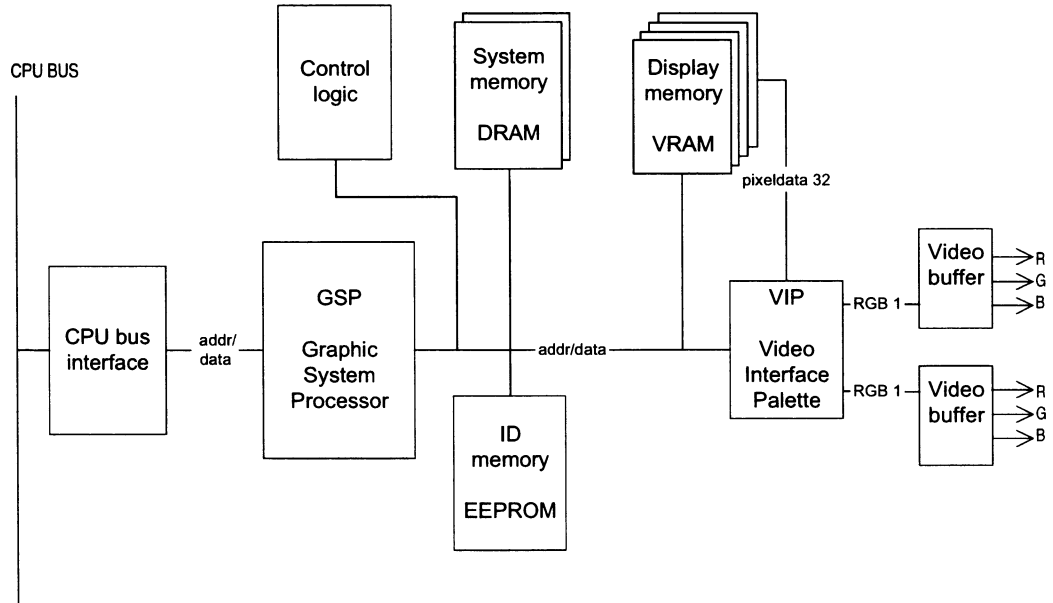 CPU BUS
Control
logic
System
memory
DRAM
Display
memory
VRAM
pixeldata 32
CPU bus
interface
addr/
data
GSP
Graphic
System
Processor
addr/data
ID
memory
EEPROM
VIP
Video
Interface
Palette
RGB 1
Video
buffer
R
G
B
RGB 1
Video
buffer
R
G
B